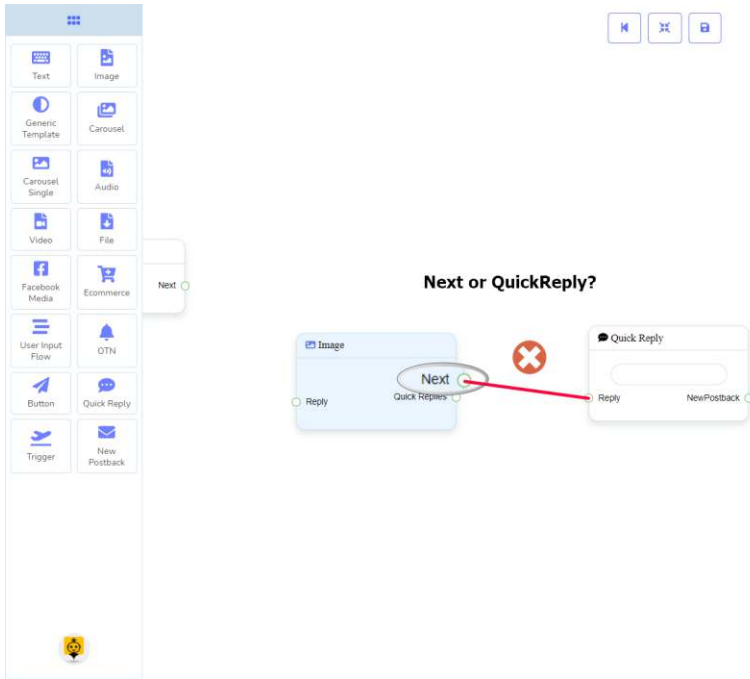 Text
Image
Generic
Template
Carousel
Carousel
Single
Audio
Video
File
Facebook
Media
Ecommerce
User Input
Flow
OTN
Button
Quick Reply
Trigger
New
Postback
Next
Next or QuickReply?
Image
Next
Quick Replies
Reply
Quick Reply
Reply
NewPostback